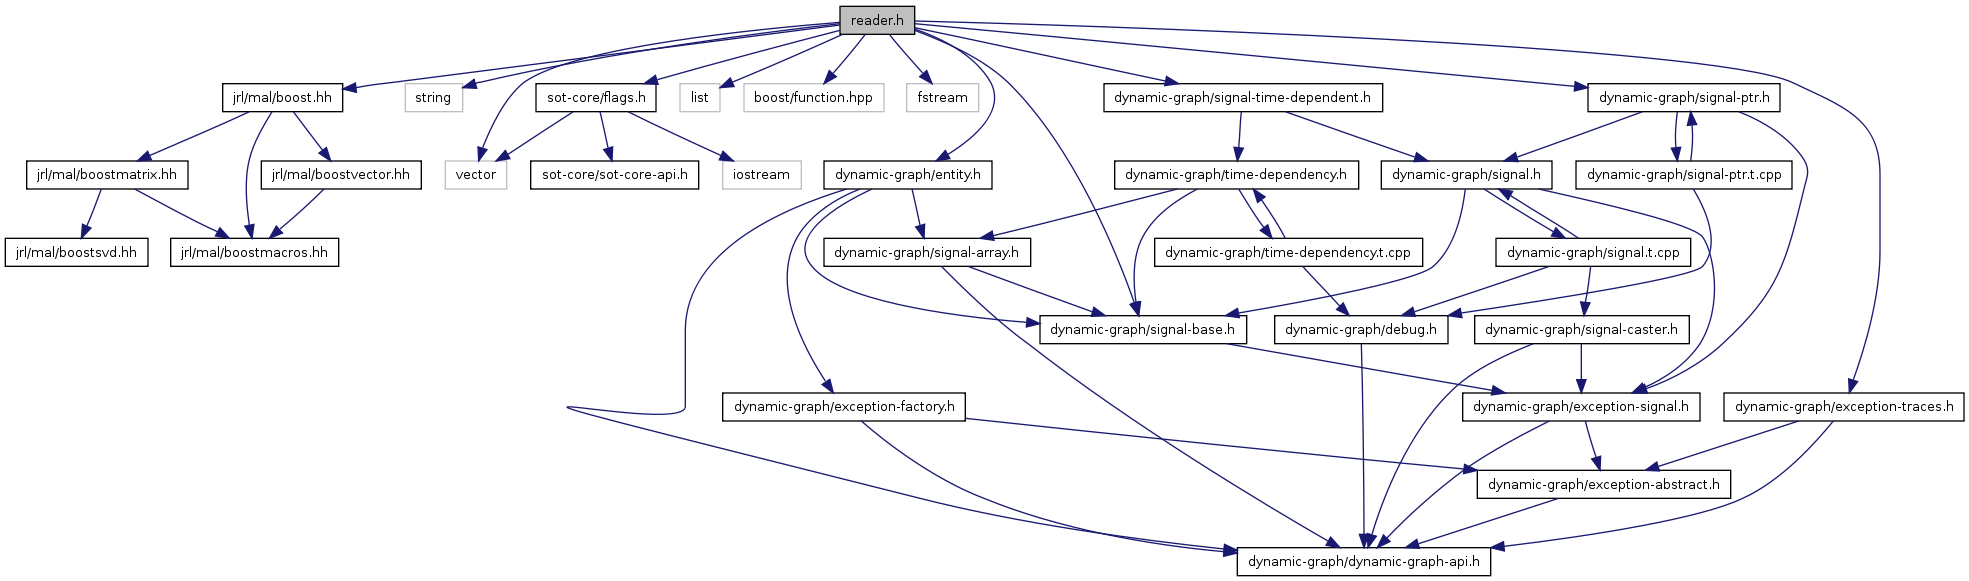 reader.h
jrl/mal/boost.hh
string
sot-core/flags.h
list
boost/function.hpp
fstream
dynamic-graph/signal-time-dependent.h
dynamic-graph/signal-ptr.h
jrl/mal/boostmatrix.hh
jrl/mal/boostvector.hh
vector
sot-core/sot-core-api.h
iostream
dynamic-graph/entity.h
dynamic-graph/time-dependency.h
dynamic-graph/signal.h
dynamic-graph/signal-ptr.t.cpp
jrl/mal/boostsvd.hh
jrl/mal/boostmacros.hh
dynamic-graph/signal-array.h
dynamic-graph/time-dependency.t.cpp
dynamic-graph/signal.t.cpp
dynamic-graph/signal-base.h
dynamic-graph/debug.h
dynamic-graph/signal-caster.h
dynamic-graph/exception-factory.h
dynamic-graph/exception-signal.h
dynamic-graph/exception-traces.h
dynamic-graph/exception-abstract.h
dynamic-graph/dynamic-graph-api.h